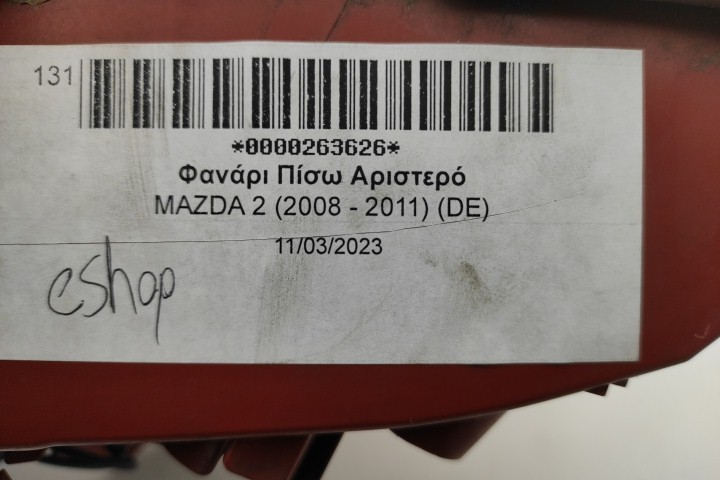 131
*0000263626*
Φανάρι Πίσω Αριστερό
MAZDA 2 (2008 - 2011) (DE)
11/03/2023
eshop